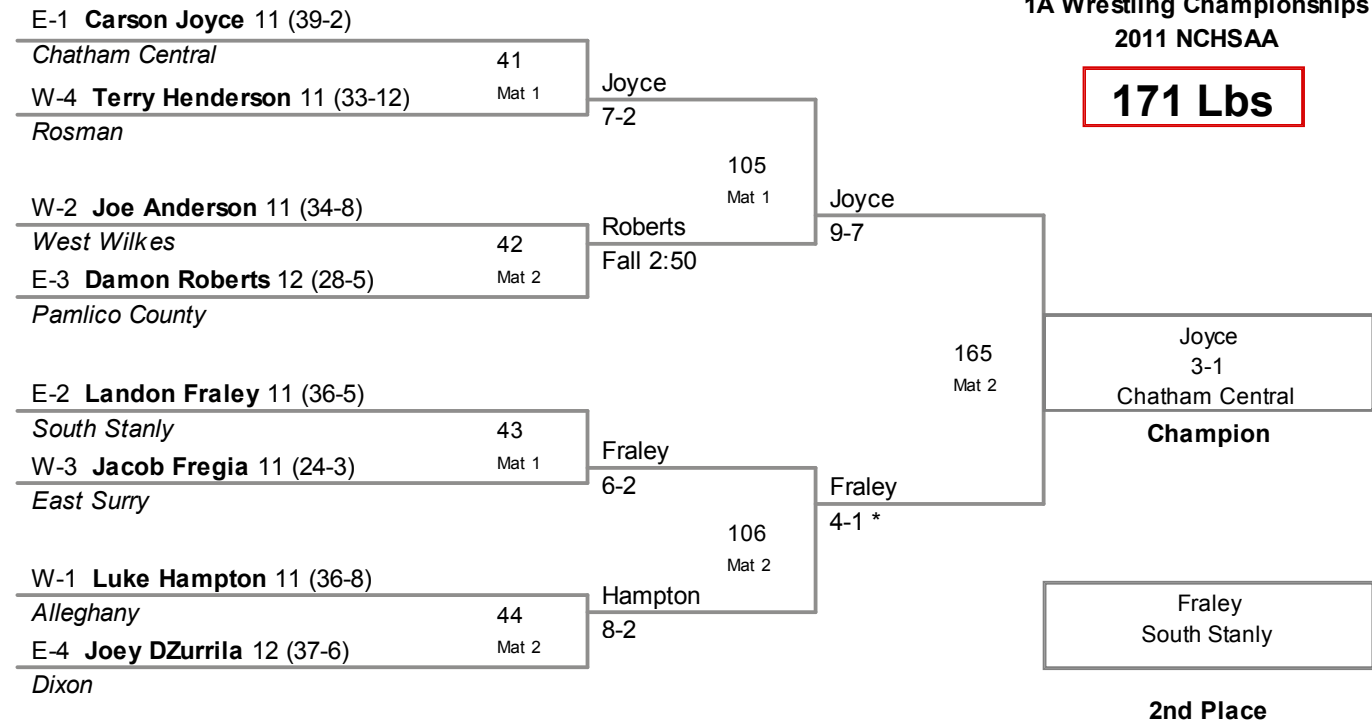 1A Wrestling Championships
2011 NCHSAA
171 Lbs
E-1 Carson Joyce 11 (39-2)
Chatham Central
41
W-4 Terry Henderson 11 (33-12)
Mat 1
Rosman
Joyce
7-2
105
Mat 1
W-2 Joe Anderson 11 (34-8)
West Wilkes
42
E-3 Damon Roberts 12 (28-5)
Mat 2
Pamlico County
Roberts
Fall 2:50
Joyce
9-7
165
Mat 2
E-2 Landon Fraley 11 (36-5)
South Stanly
43
W-3 Jacob Fregia 11 (24-3)
Mat 1
East Surry
Fraley
6-2
106
Mat 2
W-1 Luke Hampton 11 (36-8)
Alleghany
44
E-4 Joey DZurrila 12 (37-6)
Mat 2
Dixon
Hampton
8-2
Fraley
4-1 *
Joyce
3-1
Chatham Central
Champion
Fraley
South Stanly
2nd Place